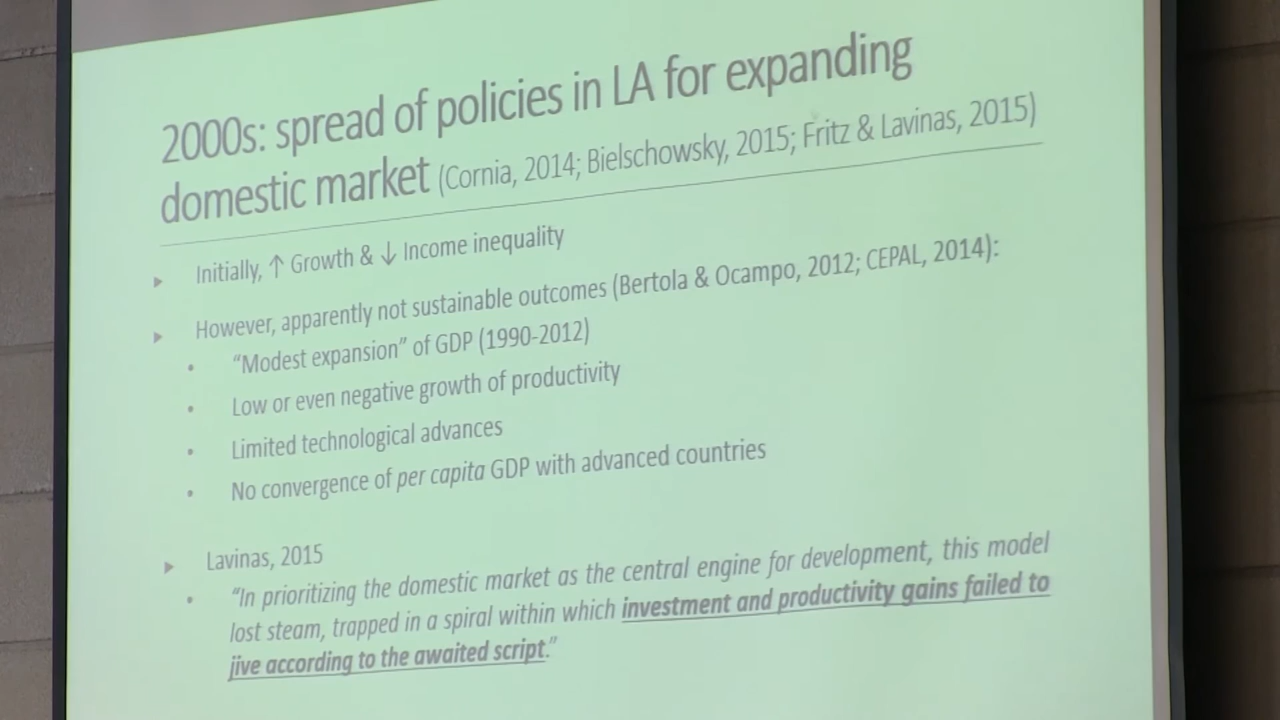 2000s: spread of policies in LA for expanding
domestic market (Cornia, 2014; Bielschowsky, 2015; Fritz & Lavinas, 2015)
Initially, ↑ Growth & ↓ Income inequality
However, apparently not sustainable outcomes (Bertola & Ocampo, 2012; CEPAL, 2014):
• "Modest expansion" of GDP (1990-2012)
• Low or even negative growth of productivity
• Limited technological advances
• No convergence of per capita GDP with advanced countries
Lavinas, 2015
• "In prioritizing the domestic market as the central engine for development, this model
lost steam, trapped in a spiral within which investment and productivity gains failed to
jive according to the awaited script."